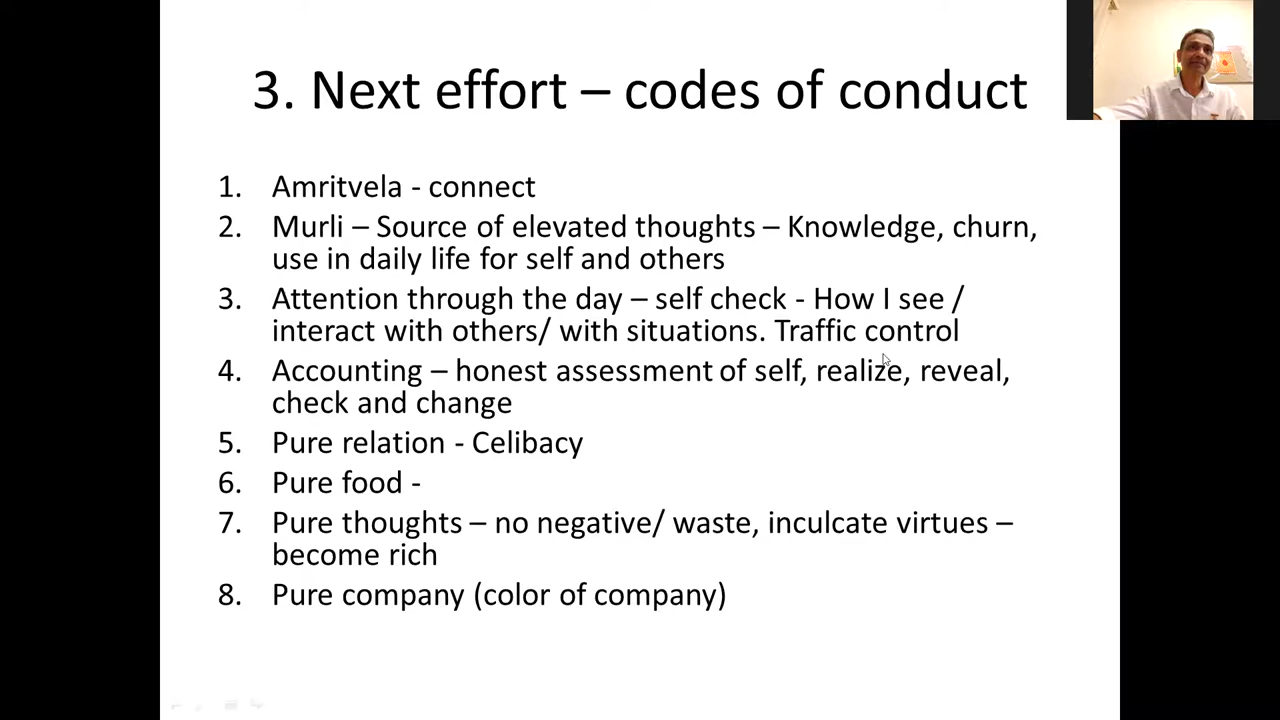 3. Next effort – codes of conduct
1. Amritvela - connect
2. Murli – Source of elevated thoughts – Knowledge, churn,
use in daily life for self and others
3. Attention through the day – self check - How I see /
interact with others/ with situations. Traffic control
4. Accounting – honest assessment of self, realize, reveal,
check and change
5. Pure relation - Celibacy
6. Pure food -
7. Pure thoughts – no negative/ waste, inculcate virtues –
become rich
8. Pure company (color of company)